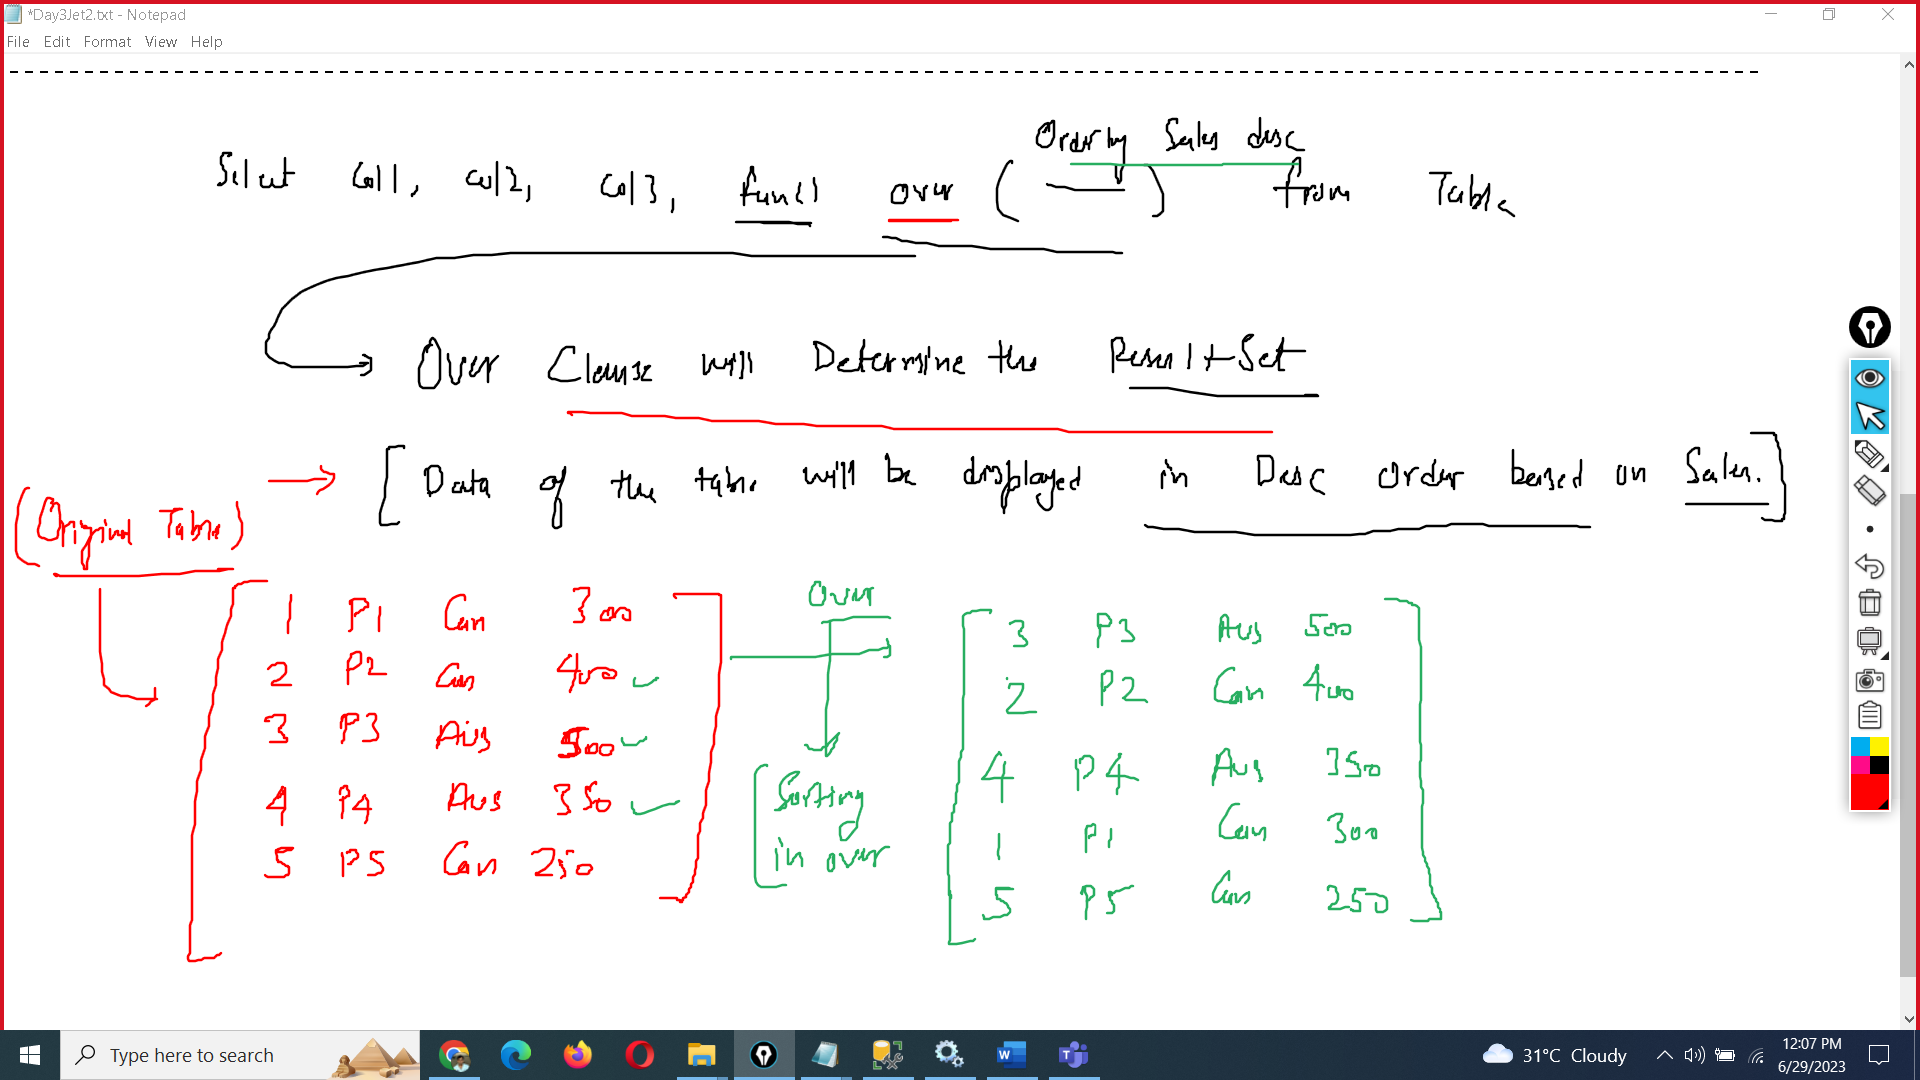 *Day3Jet2.txt - Notepad
File Edit Format View Help
Order by Sales desc
Select Col1, col2, col3, func() over ( ) from Table
Over Clause will Determine the Result Set
[Data of the table will be displayed in Desc order based on Sales.]
(Original Table)
Over
1 P1 Can 300
2 P2 Can 400
3 P3 Aus 500
4 P4 Aus 350
5 P5 Can 250
Sorting
in over
3 P3 Aus 500
2 P2 Can 400
4 P4 Aus 350
1 P1 Can 300
5 P5 Can 250
Type here to search
31°C Cloudy
12:07 PM
6/29/2023